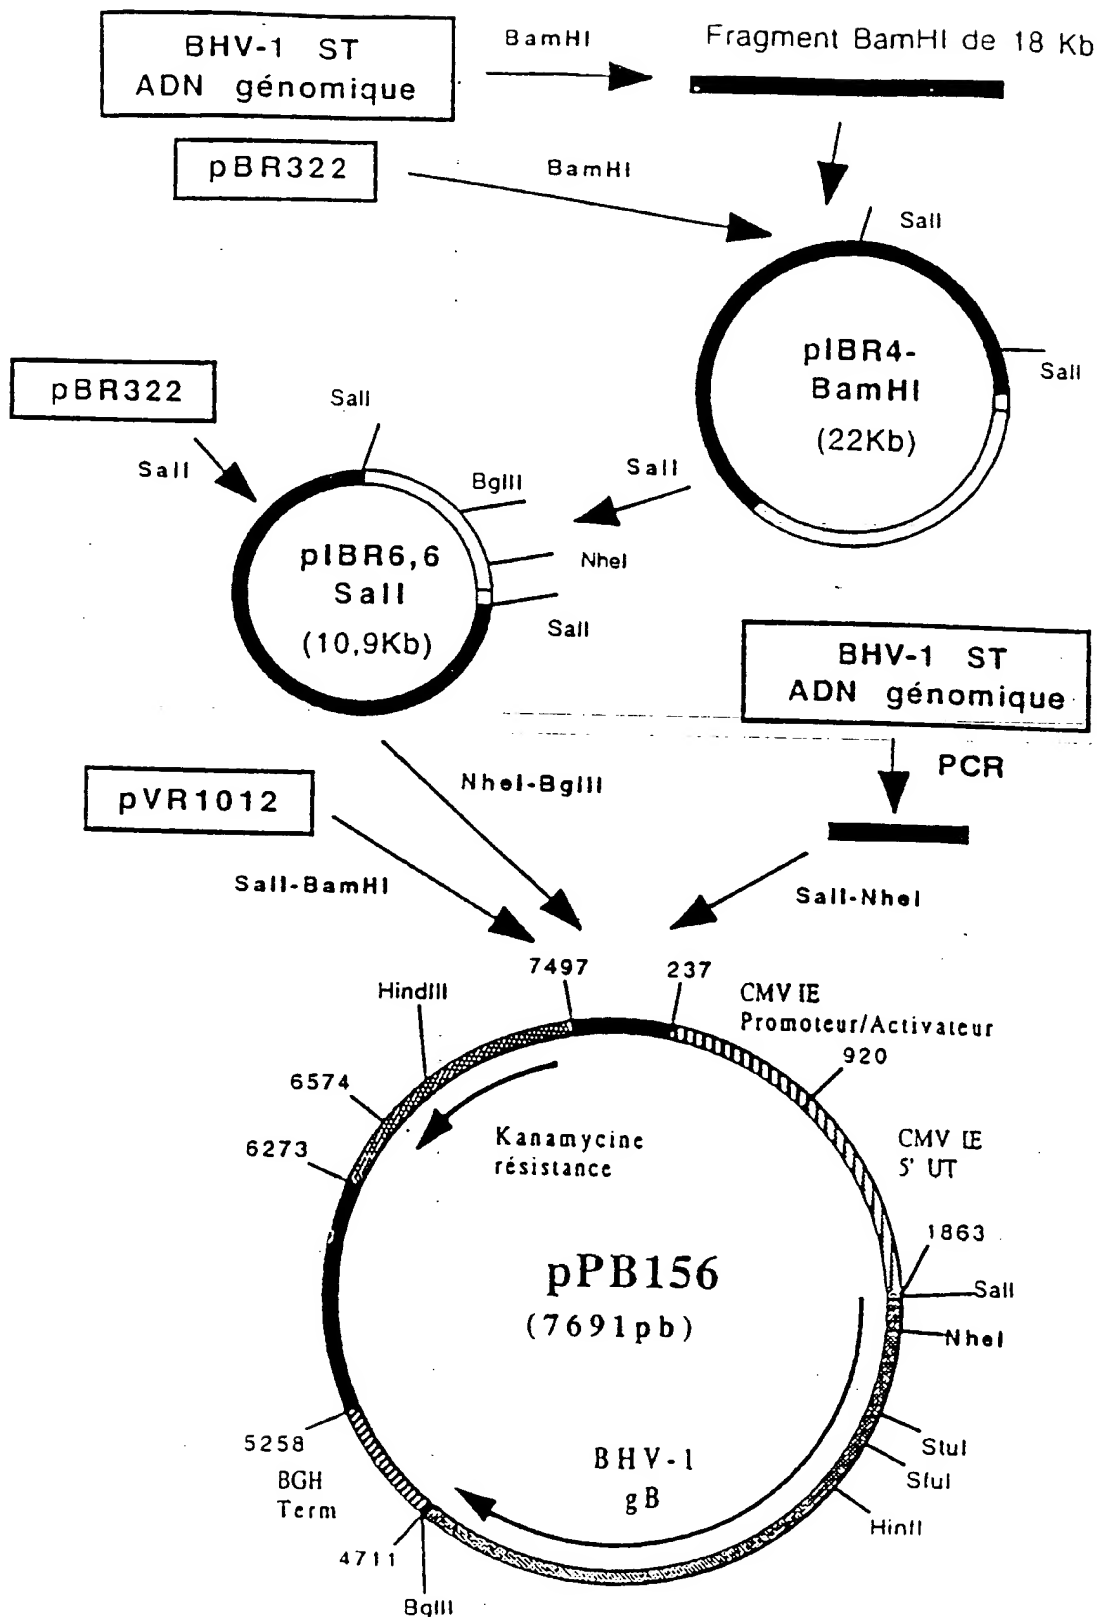 BHV-1 ST
ADN génomique
BamHI
Fragment BamHI de 18 Kb
pBR322
BamHI
SalI
pIBR4-
BamHI
(22Kb)
SalI
pBR322
SalI
SalI
BglII
NheI
SalI
pIBR6,6
SalI
(10,9Kb)
SalI
BHV-1 ST
ADN génomique
PCR
NheI-BglII
pVR1012
SalI-BamHI
SalI-NheI
7497
237
HindIII
CMV IE
Promoteur/Activateur
920
6574
6273
Kanamycine
résistance
CMV IE
5' UT
1863
SalI
NheI
pPB156
(7691pb)
StuI
SfuI
HinfI
BHV-1
gB
5258
BGH
Term
4711
BglII